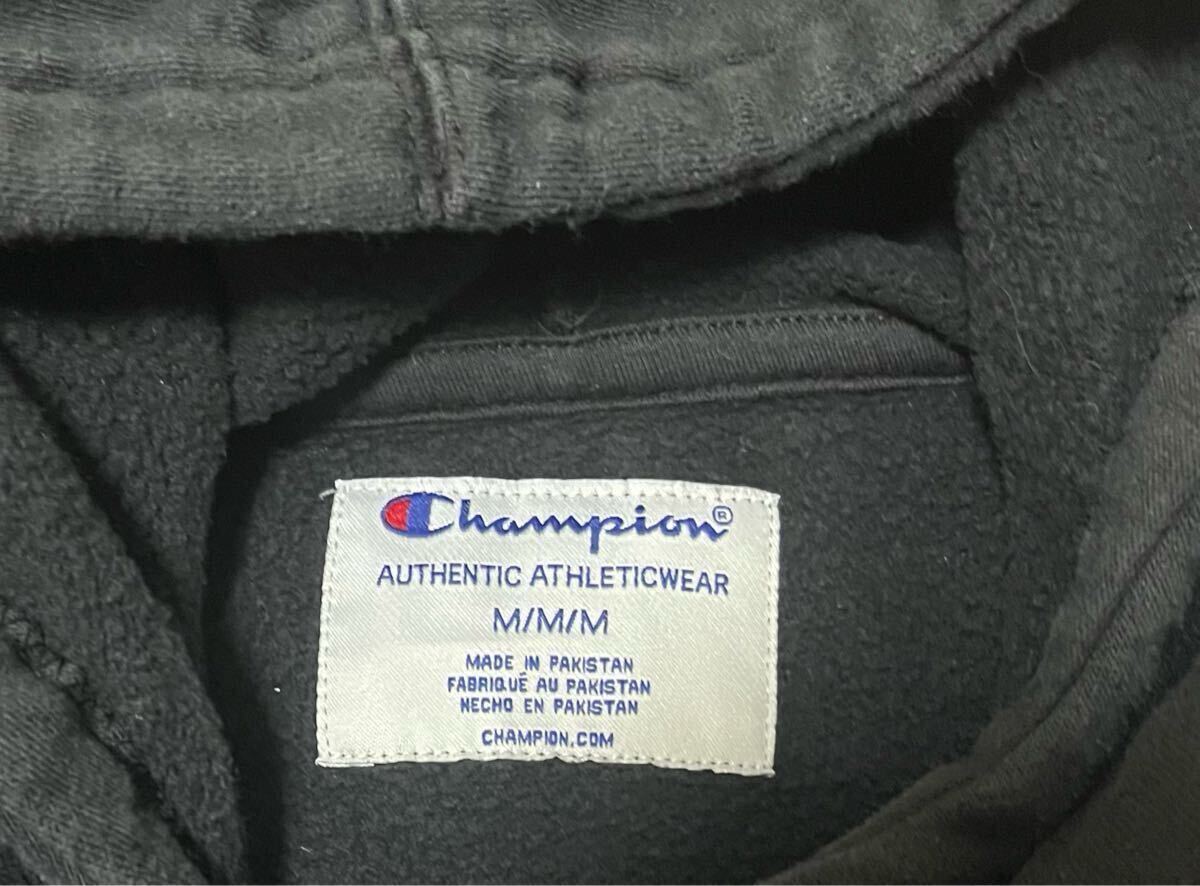 Champion®
AUTHENTIC ATHLETICWEAR
M/M/M
MADE IN PAKISTAN
FABRIQUÉ AU PAKISTAN
HECHO EN PAKISTAN
CHAMPION.COM